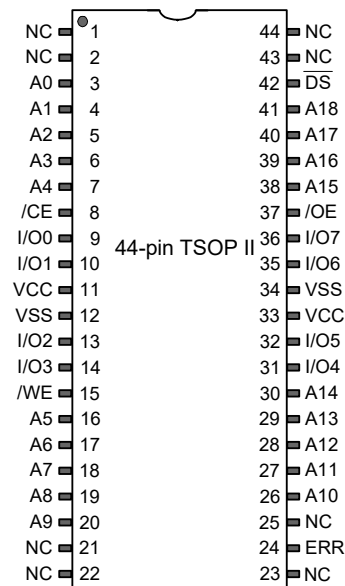 NC 1 44 NC
NC 2 43 NC
A0 3 42 DS
A1 4 41 A18
A2 5 40 A17
A3 6 39 A16
A4 7 38 A15
/CE 8 37 /OE
I/O0 9 44-pin TSOP II 36 I/O7
I/O1 10 35 I/O6
VCC 11 34 VSS
VSS 12 33 VCC
I/O2 13 32 I/O5
I/O3 14 31 I/O4
/WE 15 30 A14
A5 16 29 A13
A6 17 28 A12
A7 18 27 A11
A8 19 26 A10
A9 20 25 NC
NC 21 24 ERR
NC 22 23 NC